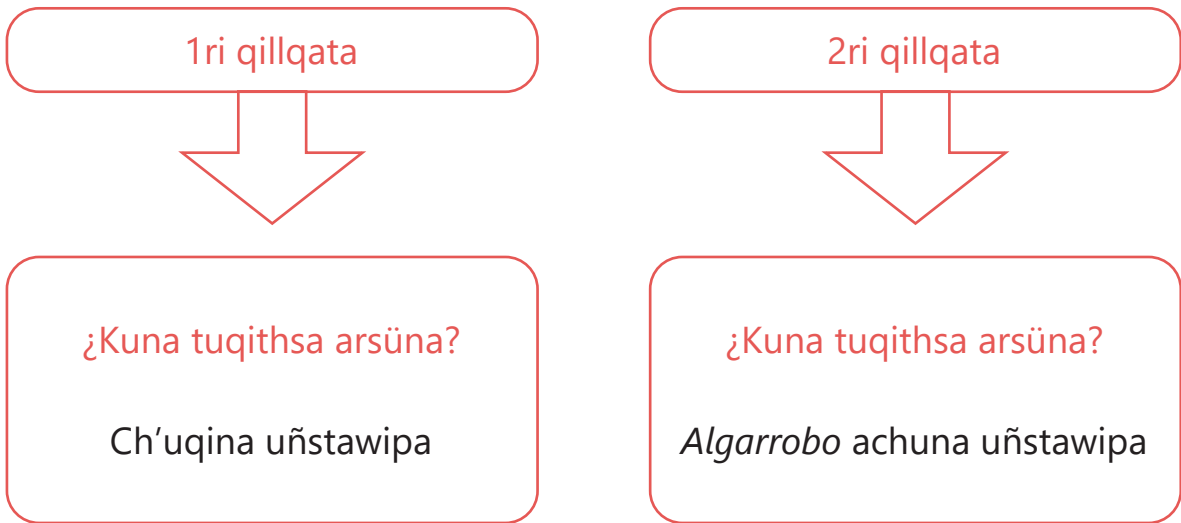 1ri qillqata
2ri qillqata
¿Kuna tuqithsa arsüna?
Ch’uqina uñstawipa
¿Kuna tuqithsa arsüna?
Algarrobo achuna uñstawipa